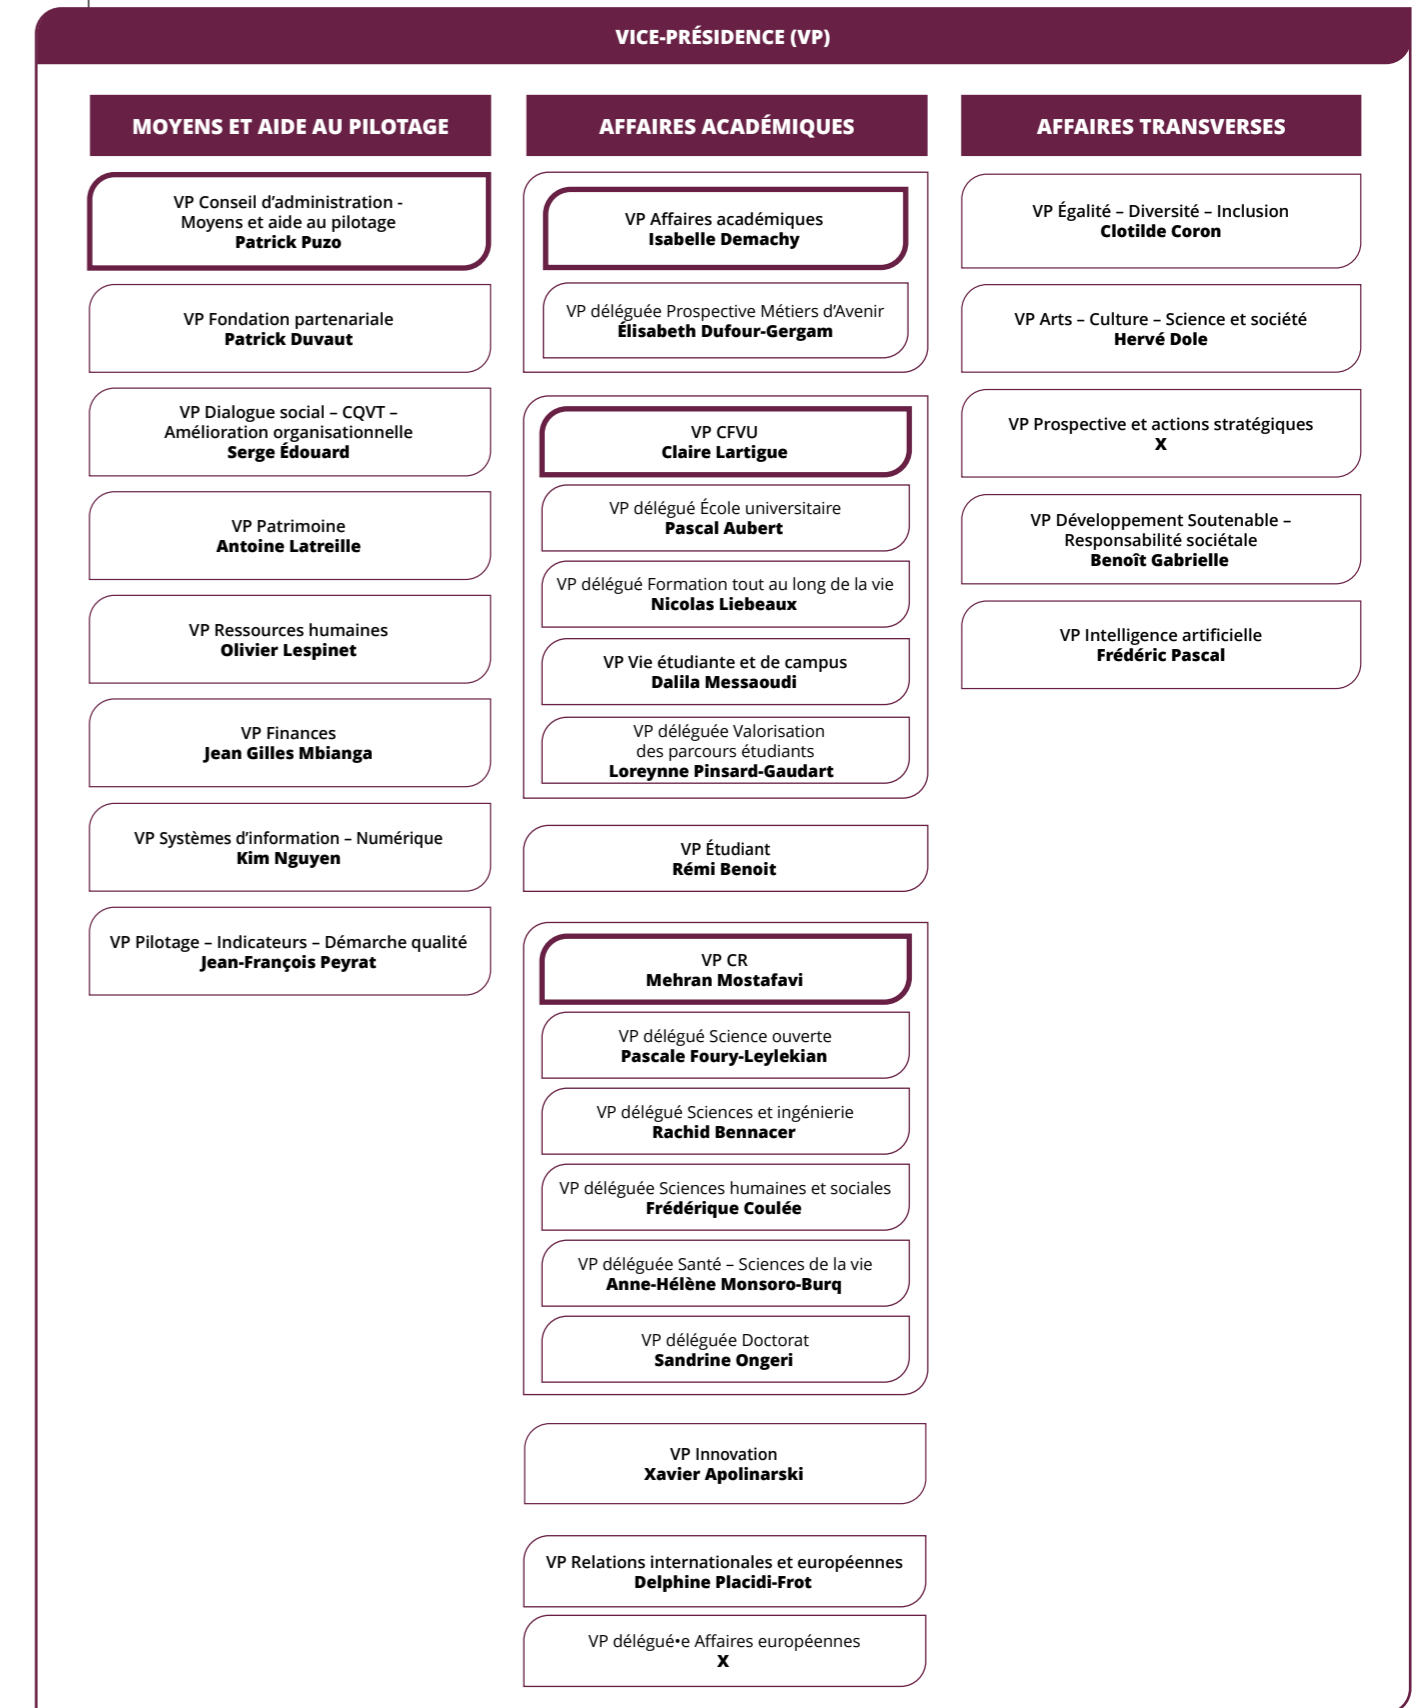 VICE-PRÉSIDENCE (VP)
MOYENS ET AIDE AU PILOTAGE
VP Conseil d’administration -
Moyens et aide au pilotage
Patrick Puzo
VP Fondation partenariale
Patrick Duvaut
VP Dialogue social – CQVT –
Amélioration organisationnelle
Serge Édouard
VP Patrimoine
Antoine Latreille
VP Ressources humaines
Olivier Lespinet
VP Finances
Jean Gilles Mbianga
VP Systèmes d’information – Numérique
Kim Nguyen
VP Pilotage – Indicateurs – Démarche qualité
Jean-François Peyrat
AFFAIRES ACADÉMIQUES
VP Affaires académiques
Isabelle Demachy
VP déléguée Prospective Métiers d’Avenir
Élisabeth Dufour-Gergam
VP CFVU
Claire Lartigue
VP délégué École universitaire
Pascal Aubert
VP délégué Formation tout au long de la vie
Nicolas Liebeaux
VP Vie étudiante et de campus
Dalila Messaoudi
VP déléguée Valorisation
des parcours étudiants
Loreynne Pinsard-Gaudart
VP Étudiant
Rémi Benoit
VP CR
Mehran Mostafavi
VP délégué Science ouverte
Pascale Foury-Leylekian
VP délégué Sciences et ingénierie
Rachid Bennacer
VP déléguée Sciences humaines et sociales
Frédérique Coulée
VP déléguée Santé – Sciences de la vie
Anne-Hélène Monsoro-Burq
VP déléguée Doctorat
Sandrine Ongeri
VP Innovation
Xavier Apolinarski
VP Relations internationales et européennes
Delphine Placidi-Frot
VP délégué•e Affaires européennes
X
AFFAIRES TRANSVERSES
VP Égalité – Diversité – Inclusion
Clotilde Coron
VP Arts – Culture – Science et société
Hervé Dole
VP Prospective et actions stratégiques
X
VP Développement Soutenable –
Responsabilité sociétale
Benoît Gabrielle
VP Intelligence artificielle
Frédéric Pascal